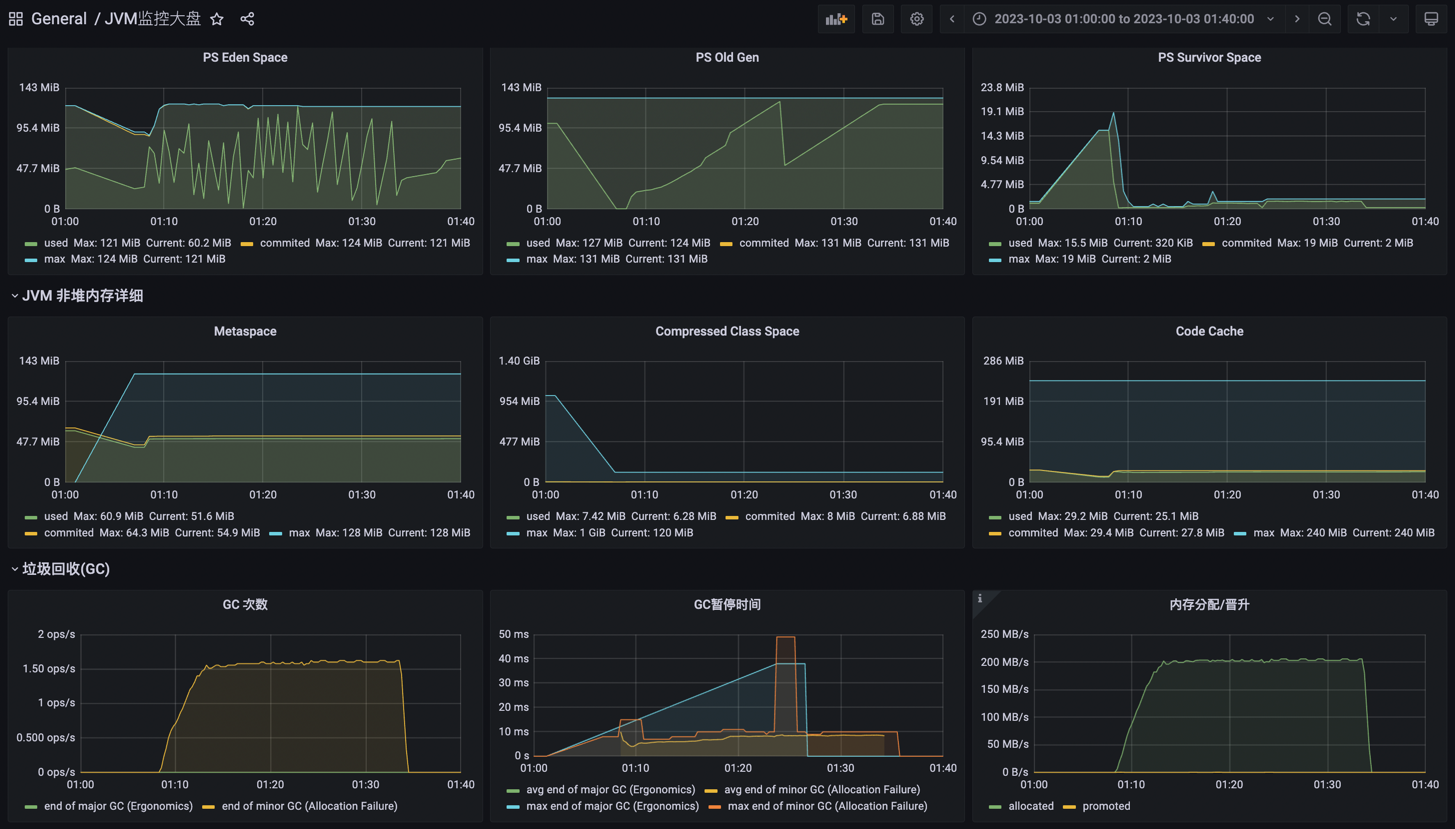 General / JVM监控大盘
2023-10-03 01:00:00 to 2023-10-03 01:40:00
PS Eden Space
143 MiB
95.4 MiB
47.7 MiB
0 B
01:00 01:10 01:20 01:30 01:40
used Max: 121 MiB Current: 60.2 MiB commited Max: 124 MiB Current: 121 MiB
max Max: 124 MiB Current: 121 MiB
PS Old Gen
143 MiB
95.4 MiB
47.7 MiB
0 B
01:00 01:10 01:20 01:30 01:40
used Max: 127 MiB Current: 124 MiB commited Max: 131 MiB Current: 131 MiB
max Max: 131 MiB Current: 131 MiB
PS Survivor Space
23.8 MiB
19.1 MiB
14.3 MiB
9.54 MiB
4.77 MiB
0 B
01:00 01:10 01:20 01:30 01:40
used Max: 15.5 MiB Current: 320 KiB commited Max: 19 MiB Current: 2 MiB
max Max: 19 MiB Current: 2 MiB
JVM 非堆内存详细
Metaspace
143 MiB
95.4 MiB
47.7 MiB
0 B
01:00 01:10 01:20 01:30 01:40
used Max: 60.9 MiB Current: 51.6 MiB
commited Max: 64.3 MiB Current: 54.9 MiB max Max: 128 MiB Current: 128 MiB
Compressed Class Space
1.40 GiB
954 MiB
477 MiB
0 B
01:00 01:10 01:20 01:30 01:40
used Max: 7.42 MiB Current: 6.28 MiB commited Max: 8 MiB Current: 6.88 MiB
max Max: 1 GiB Current: 120 MiB
Code Cache
286 MiB
191 MiB
95.4 MiB
0 B
01:00 01:10 01:20 01:30 01:40
used Max: 29.2 MiB Current: 25.1 MiB
commited Max: 29.4 MiB Current: 27.8 MiB max Max: 240 MiB Current: 240 MiB
垃圾回收(GC)
GC 次数
2 ops/s
1.50 ops/s
1 ops/s
0.500 ops/s
0 ops/s
01:00 01:10 01:20 01:30 01:40
end of major GC (Ergonomics) end of minor GC (Allocation Failure)
GC暂停时间
50 ms
40 ms
30 ms
20 ms
10 ms
0 s
01:00 01:10 01:20 01:30 01:40
avg end of major GC (Ergonomics) avg end of minor GC (Allocation Failure)
max end of major GC (Ergonomics) max end of minor GC (Allocation Failure)
i
内存分配/晋升
250 MB/s
200 MB/s
150 MB/s
100 MB/s
50 MB/s
0 B/s
01:00 01:10 01:20 01:30 01:40
allocated promoted